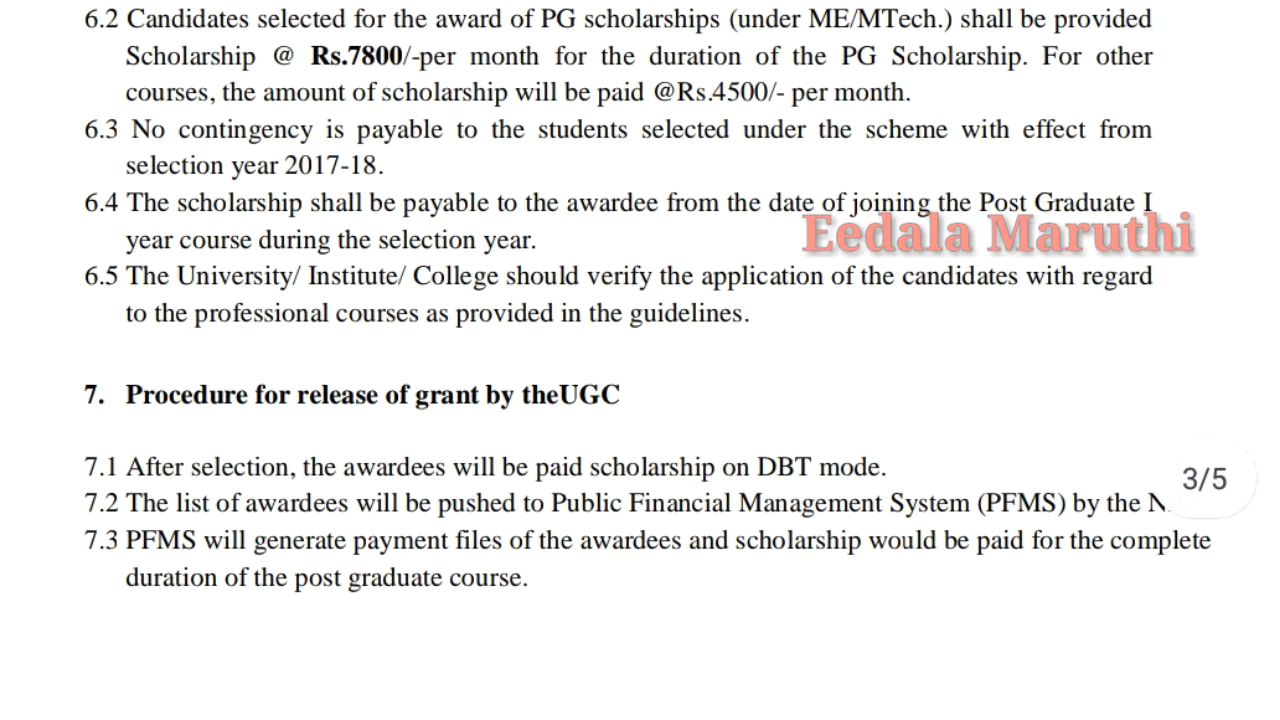 6.2 Candidates selected for the award of PG scholarships (under ME/MTech.) shall be provided
Scholarship @ Rs.7800/-per month for the duration of the PG Scholarship. For other
courses, the amount of scholarship will be paid @Rs.4500/- per month.
6.3 No contingency is payable to the students selected under the scheme with effect from
selection year 2017-18.
6.4 The scholarship shall be payable to the awardee from the date of joining the Post Graduate I
Eedala Maruthi
year course during the selection year.
6.5 The University/ Institute/ College should verify the application of the candidates with regard
to the professional courses as provided in the guidelines.
7. Procedure for release of grant by theUGC
7.1 After selection, the awardees will be paid scholarship on DBT mode.
3/5
7.2 The list of awardees will be pushed to Public Financial Management System (PFMS) by the
7.3 PFMS will generate payment files of the awardees and scholarship would be paid for the complete
duration of the post graduate course.